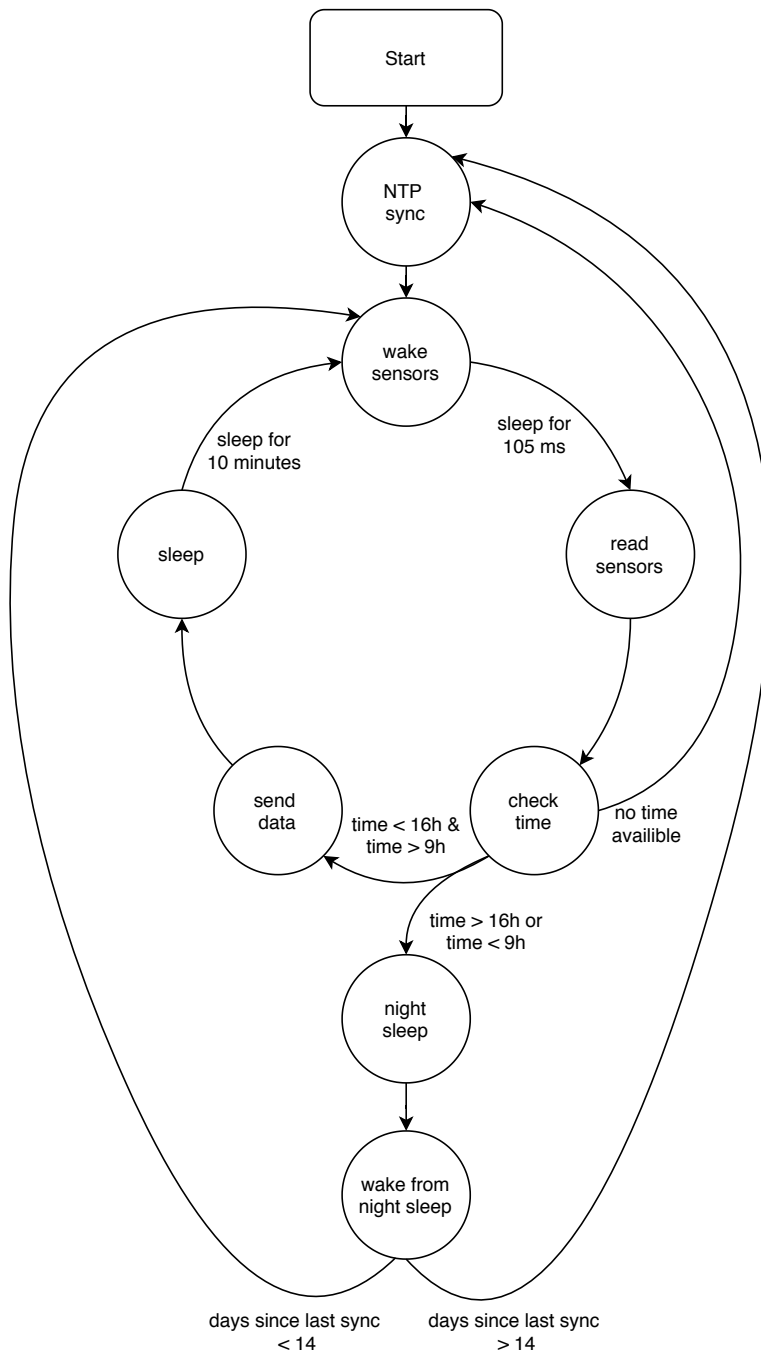 Start
NTP
sync
wake
sensors
sleep for
105 ms
sleep for
10 minutes
read
sensors
sleep
send
data
time < 16h &
time > 9h
check
time
no time
availible
time > 16h or
time < 9h
night
sleep
wake from
night sleep
days since last sync
< 14
days since last sync
> 14